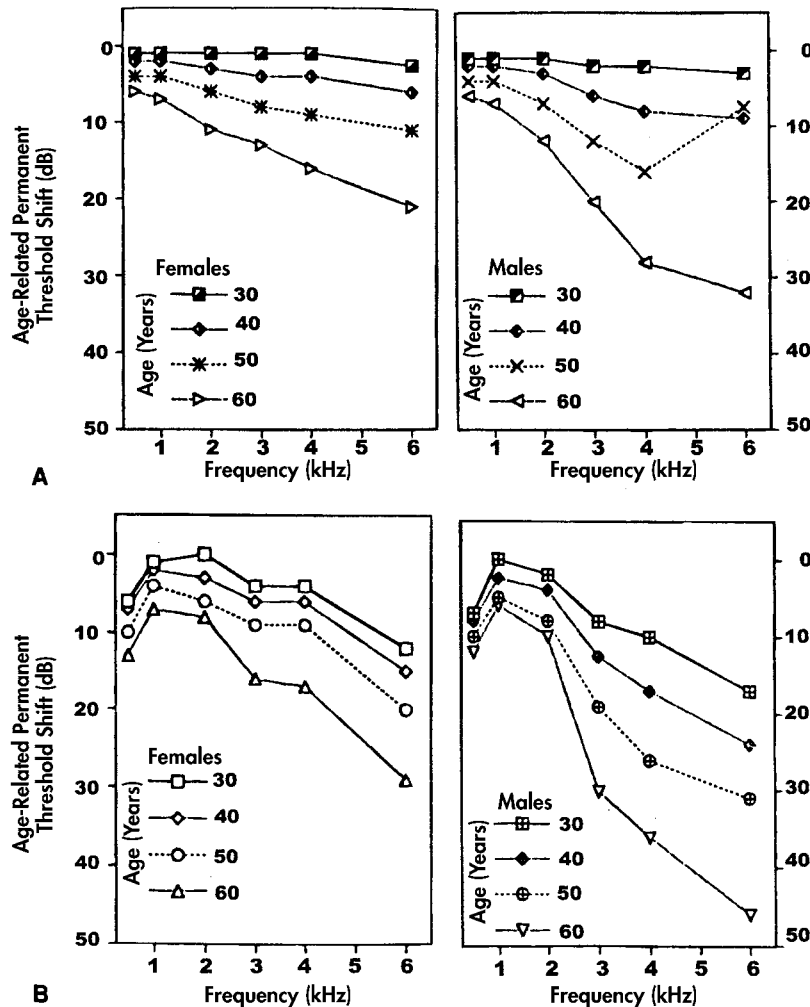 Age-Related Permanent
Threshold Shift (dB)
0
10
20
30
40
50
Females
Age (Years)
30
40
50
60
1 2 3 4 5 6
Frequency (kHz)
Males
Age (Years)
30
40
50
60
0
10
20
30
40
50
1 2 3 4 5 6
Frequency (kHz)
A
Age-Related Permanent
Threshold Shift (dB)
0
10
20
30
40
50
Females
Age (Years)
30
40
50
60
1 2 3 4 5 6
Frequency (kHz)
Males
Age (Years)
30
40
50
60
0
10
20
30
40
50
1 2 3 4 5 6
Frequency (kHz)
B